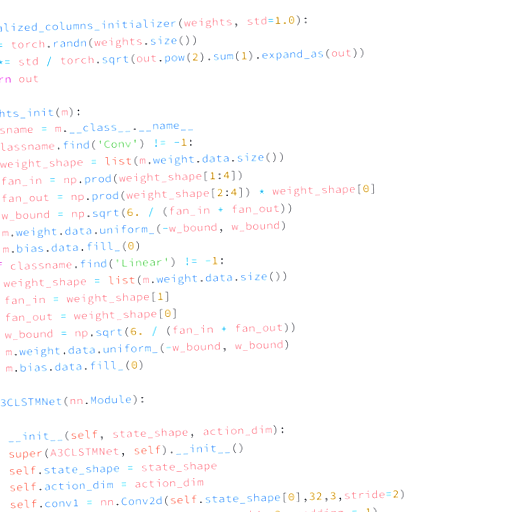 alized_columns_initializer(weights, std=1.0):
= torch.randn(weights.size())
*= std / torch.sqrt(out.pow(2).sum(1).expand_as(out))
rn out
hts_init(m):
sname = m.__class__.__name__
lassname.find('Conv') != -1:
weight_shape = list(m.weight.data.size())
fan_in = np.prod(weight_shape[1:4])
fan_out = np.prod(weight_shape[2:4]) * weight_shape[0]
w_bound = np.sqrt(6. / (fan_in + fan_out))
m.weight.data.uniform_(-w_bound, w_bound)
m.bias.data.fill_(0)
f classname.find('Linear') != -1:
weight_shape = list(m.weight.data.size())
fan_in = weight_shape[1]
fan_out = weight_shape[0]
w_bound = np.sqrt(6. / (fan_in + fan_out))
m.weight.data.uniform_(-w_bound, w_bound)
m.bias.data.fill_(0)
3CLSTMNet(nn.Module):
__init__(self, state_shape, action_dim):
super(A3CLSTMNet, self).__init__()
self.state_shape = state_shape
self.action_dim = action_dim
self.conv1 = nn.Conv2d(self.state_shape[0],32,3,stride=2)